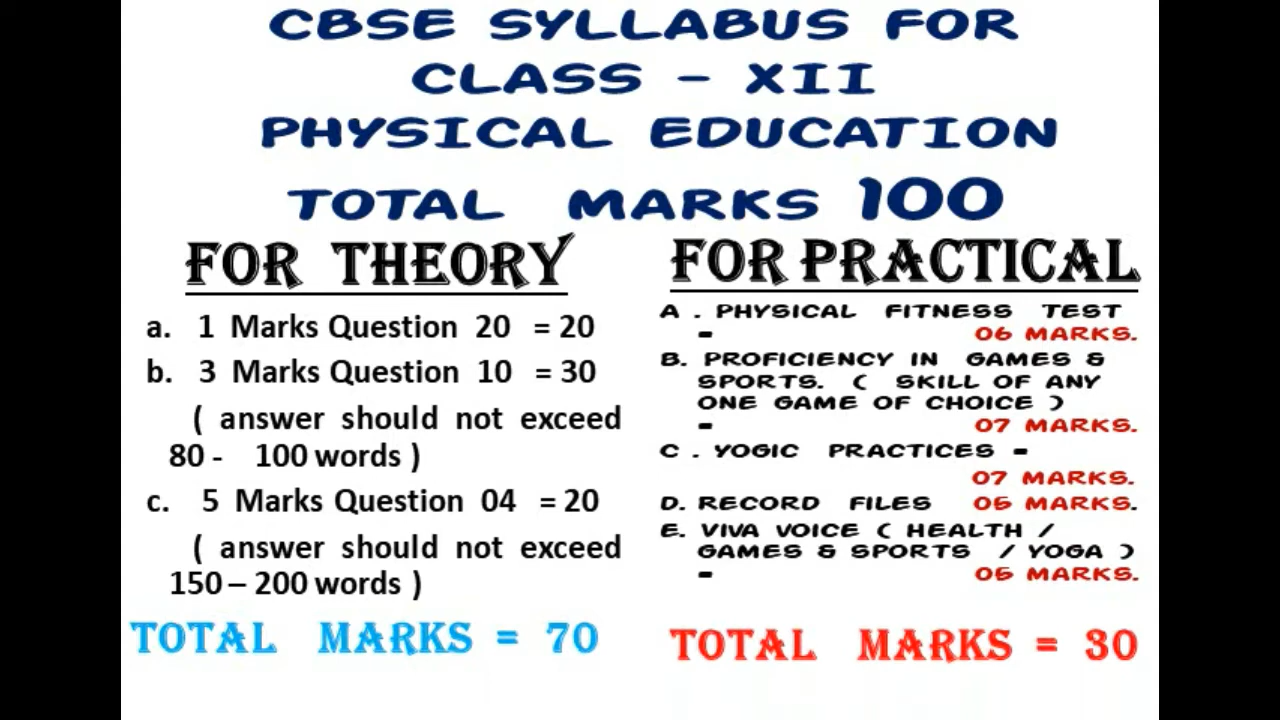 CBSE SYLLABUS FOR
CLASS - XII
PHYSICAL EDUCATION
TOTAL MARKS 100
FOR THEORY
a. 1 Marks Question 20 = 20
b. 3 Marks Question 10 = 30
( answer should not exceed
80 - 100 words )
c. 5 Marks Question 04 = 20
( answer should not exceed
150 – 200 words )
TOTAL MARKS = 70
FOR PRACTICAL
A . PHYSICAL FITNESS TEST
= 06 MARKS.
B. PROFICIENCY IN GAMES &
SPORTS. ( SKILL OF ANY
ONE GAME OF CHOICE )
= 07 MARKS.
C . YOGIC PRACTICES =
07 MARKS.
D. RECORD FILES 05 MARKS.
E. VIVA VOICE ( HEALTH /
GAMES & SPORTS / YOGA )
= 05 MARKS.
TOTAL MARKS = 30